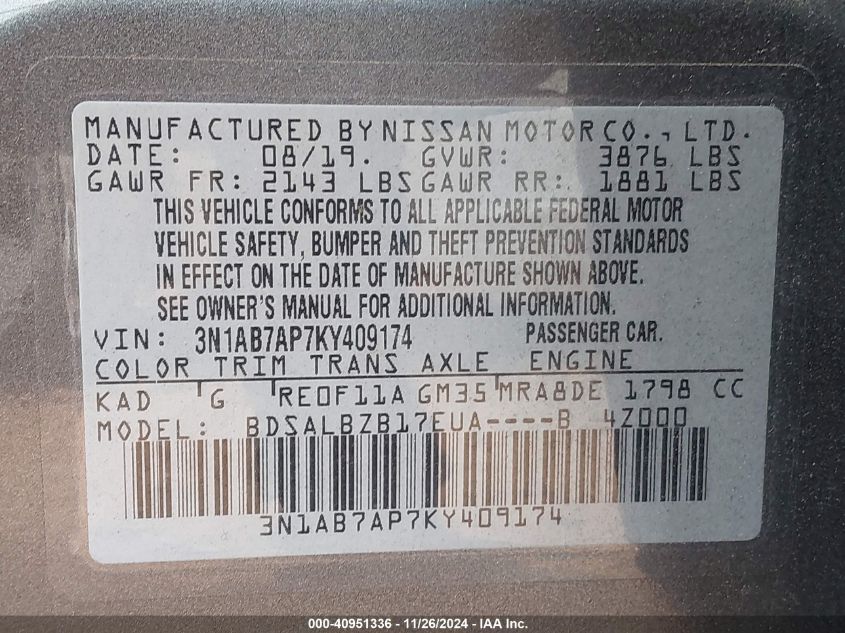 MANUFACTURED BY NISSAN MOTOR CO., LTD.
DATE: 08/19. GVWR: 3876 LBS
GAWR FR: 2143 LBS GAWR RR: 1881 LBS
THIS VEHICLE CONFORMS TO ALL APPLICABLE FEDERAL MOTOR
VEHICLE SAFETY, BUMPER AND THEFT PREVENTION STANDARDS
IN EFFECT ON THE DATE OF MANUFACTURE SHOWN ABOVE.
SEE OWNER'S MANUAL FOR ADDITIONAL INFORMATION.
VIN: 3N1AB7AP7KY409174 PASSENGER CAR.
COLOR TRIM TRANS AXLE ENGINE
KAD G RE0F11A GM35 MRA8DE 1798 CC
MODEL: BDSALBZB17EUA----B 4Z000
3N1AB7AP7KY409174
000-40951336 - 11/26/2024 - IAA Inc.